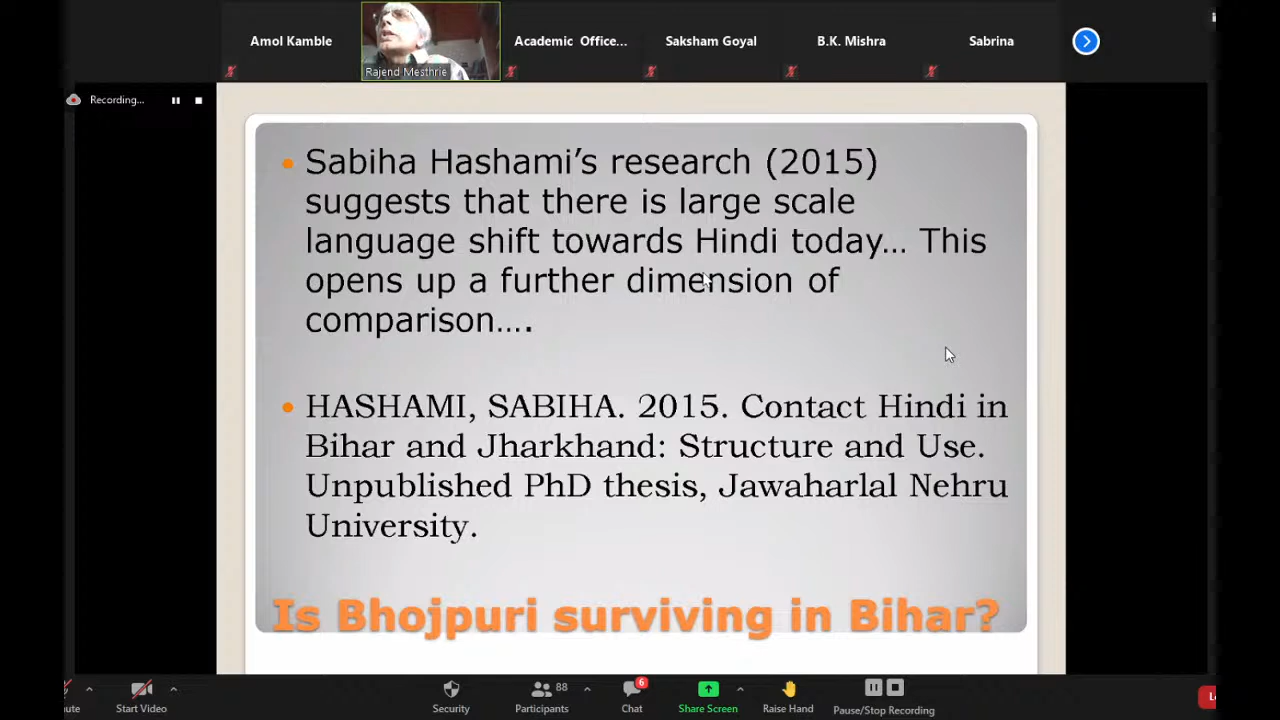 Amol Kamble
Rajend Mesthrie
Academic Office...
Saksham Goyal
B.K. Mishra
Sabrina
Recording...
• Sabiha Hashami’s research (2015)
suggests that there is large scale
language shift towards Hindi today… This
opens up a further dimension of
comparison….
• HASHAMI, SABIHA. 2015. Contact Hindi in
Bihar and Jharkhand: Structure and Use.
Unpublished PhD thesis, Jawaharlal Nehru
University.
Is Bhojpuri surviving in Bihar?
ute
Start Video
Security
88
Participants
6
Chat
Share Screen
Raise Hand
Pause/Stop Recording
L